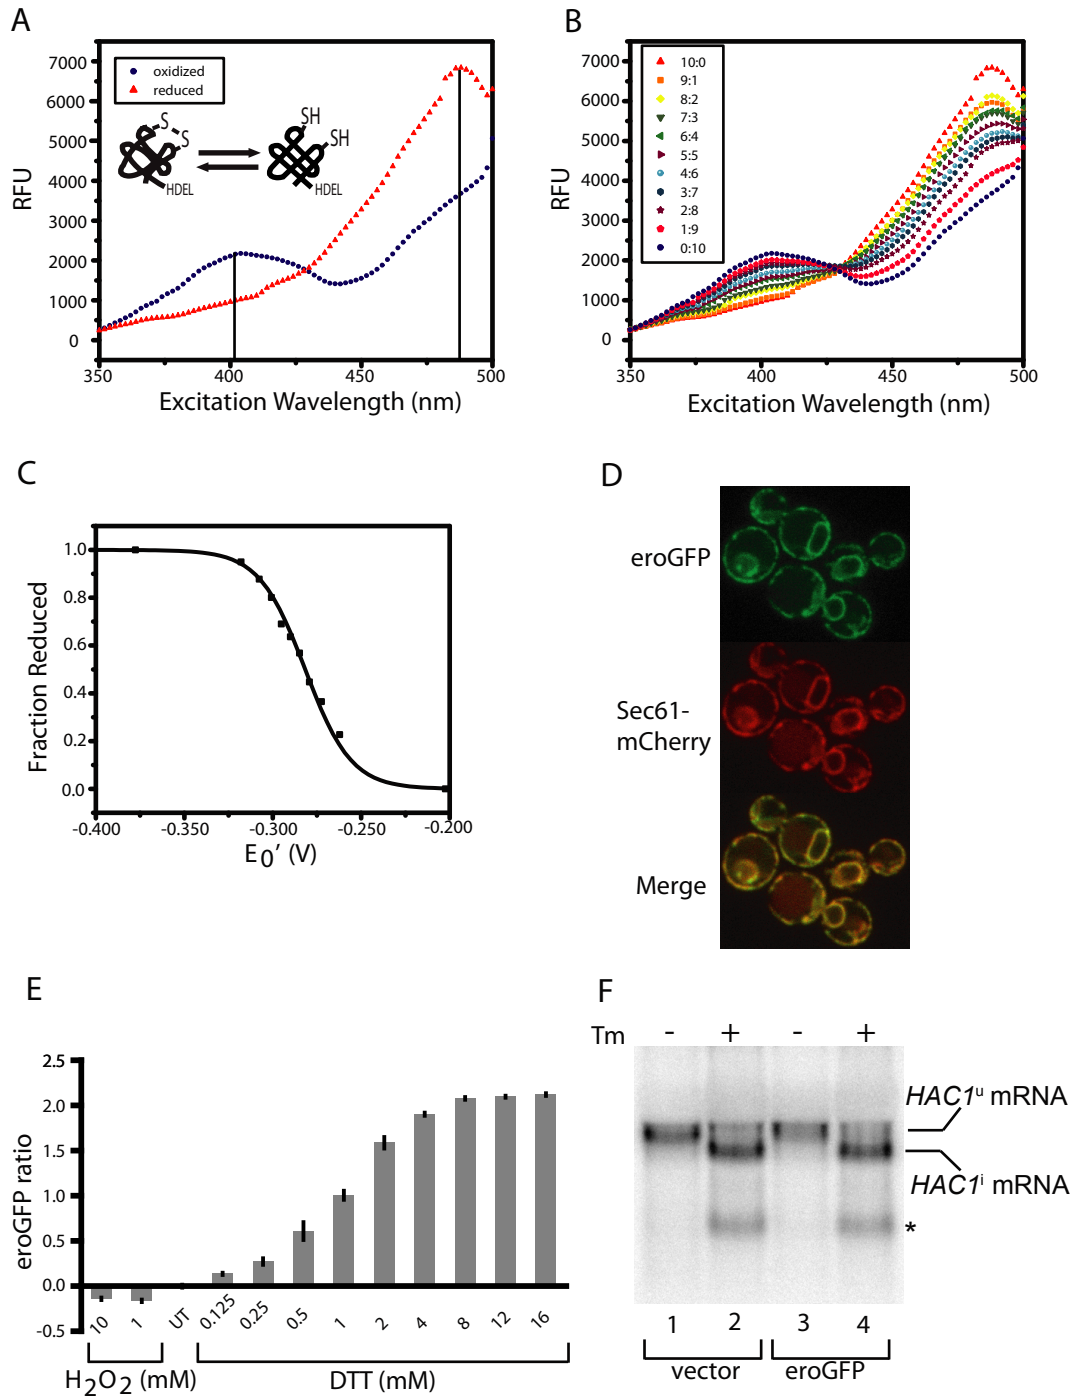 A
RFU
7000
6000
5000
4000
3000
2000
1000
0
oxidized
reduced
S
S
HDEL
SH
SH
HDEL
350
400
450
500
Excitation Wavelength (nm)
B
RFU
7000
6000
5000
4000
3000
2000
1000
0
10:0
9:1
8:2
7:3
6:4
5:5
4:6
3:7
2:8
1:9
0:10
350
400
450
500
Excitation Wavelength (nm)
C
Fraction Reduced
1.0
0.8
0.6
0.4
0.2
0.0
-0.400
-0.350
-0.300
-0.250
-0.200
E0′ (V)
D
eroGFP
Sec61-
mCherry
Merge
E
eroGFP ratio
2.5
2.0
1.5
1.0
0.5
0.0
-0.5
10
1
UT
0.125
0.25
0.5
1
2
4
8
12
16
H2O2 (mM)
DTT (mM)
F
Tm - + - +
HAC1u mRNA
HAC1i mRNA
*
1 2 3 4
vector
eroGFP